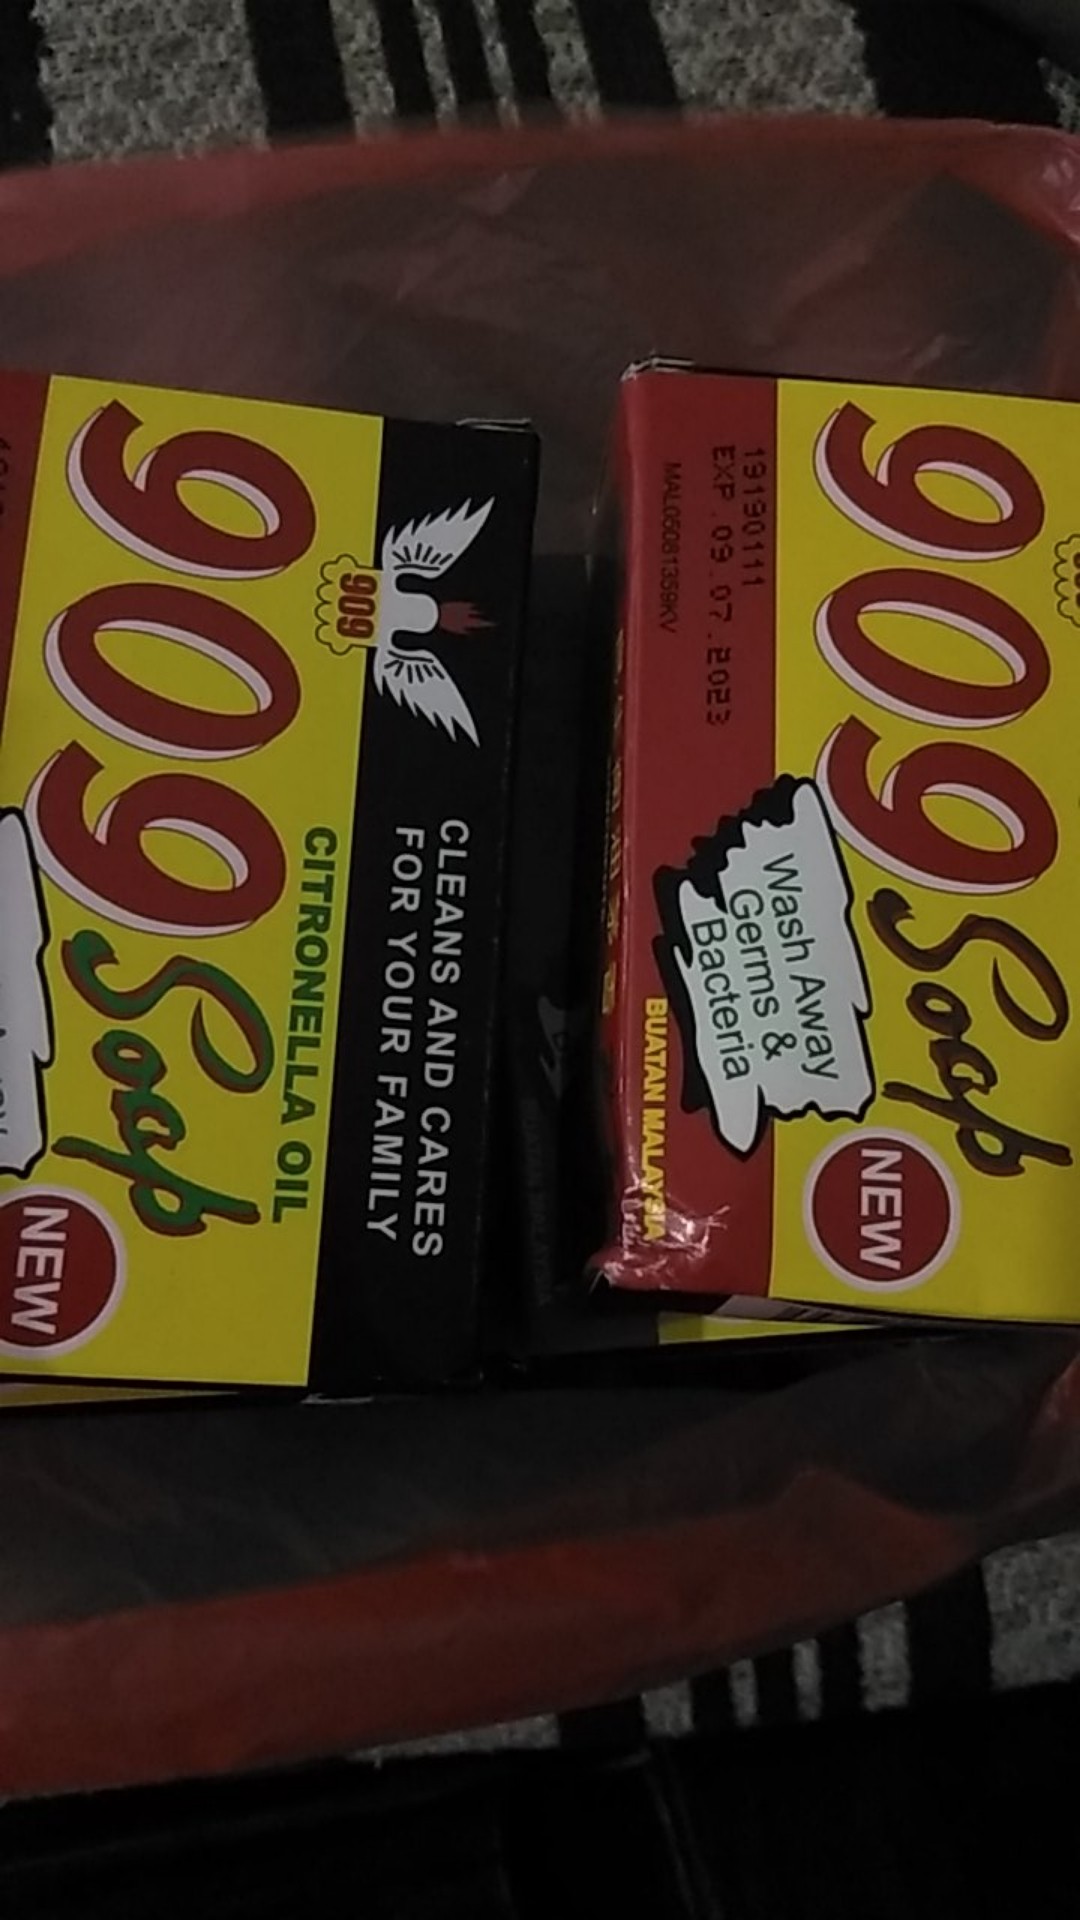 909
CLEANS AND CARES
FOR YOUR FAMILY
CITRONELLA OIL
909 Soap
NEW
909 Soap
NEW
Wash Away
Germs &
Bacteria
19190111
EXP. 09.07.2023
MAL05081359KV
BUATAN MALAYSIA